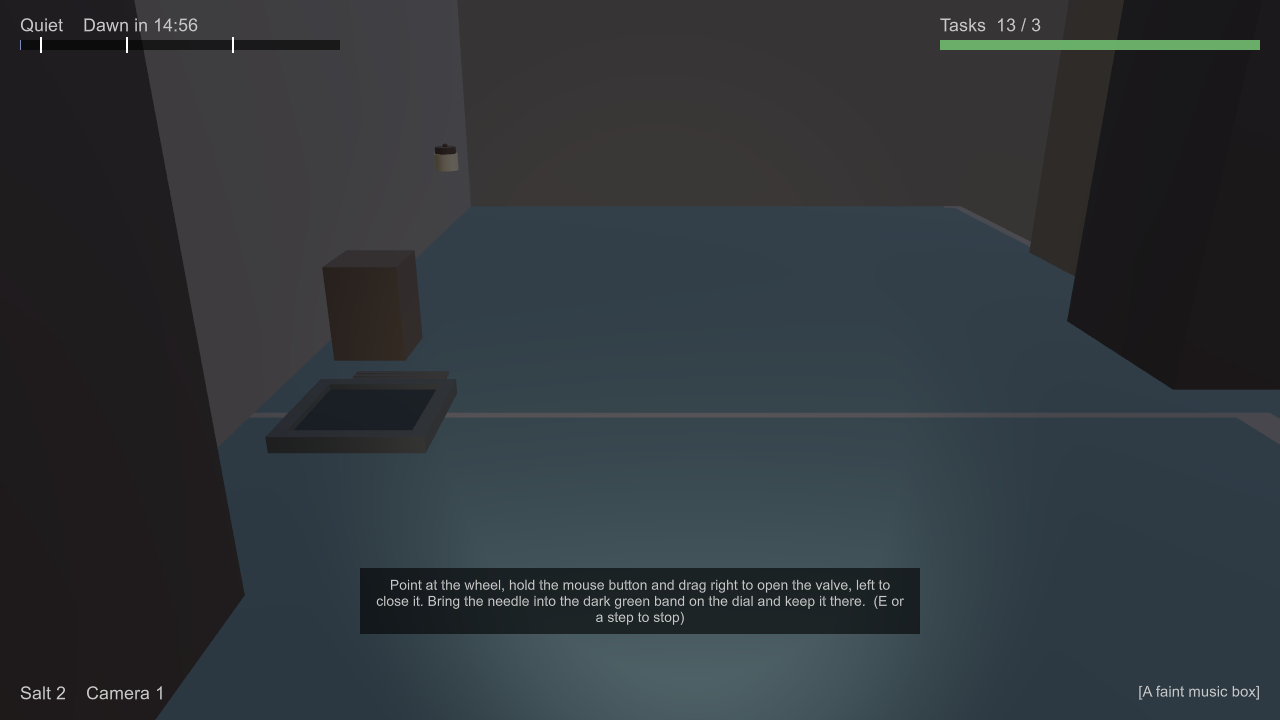 Quiet Dawn in 14:56
Tasks 13 / 3
Point at the wheel, hold the mouse button and drag right to open the valve, left to
close it. Bring the needle into the dark green band on the dial and keep it there. (E or
a step to stop)
Salt 2 Camera 1
[A faint music box]